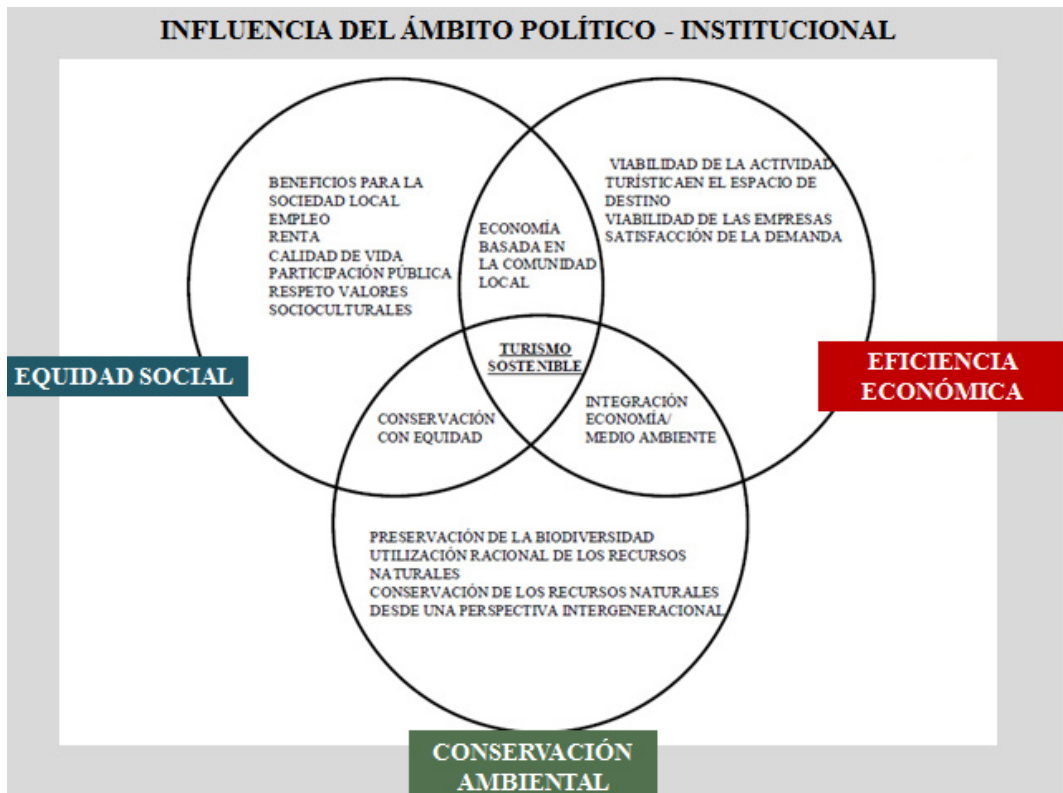 INFLUENCIA DEL ÁMBITO POLÍTICO - INSTITUCIONAL
BENEFICIOS PARA LA
SOCIEDAD LOCAL
EMPLEO
RENTA
CALIDAD DE VIDA
PARTICIPACIÓN PÚBLICA
RESPETO VALORES
SOCIOCULTURALES
ECONOMÍA
BASADA EN
LA COMUNIDAD
LOCAL
VIABILIDAD DE LA ACTIVIDAD
TURÍSTICAEN EL ESPACIO DE
DESTINO
VIABILIDAD DE LAS EMPRESAS
SATISFACCIÓN DE LA DEMANDA
EQUIDAD SOCIAL
TURISMO
SOSTENIBLE
EFICIENCIA
ECONÓMICA
CONSERVACIÓN
CON EQUIDAD
INTEGRACIÓN
ECONOMÍA/
MEDIO AMBIENTE
PRESERVACIÓN DE LA BIODIVERSIDAD
UTILIZACIÓN RACIONAL DE LOS RECURSOS
NATURALES
CONSERVACIÓN DE LOS RECURSOS NATURALES
DESDE UNA PERSPECTIVA INTERGENERACIONAL
CONSERVACIÓN
AMBIENTAL